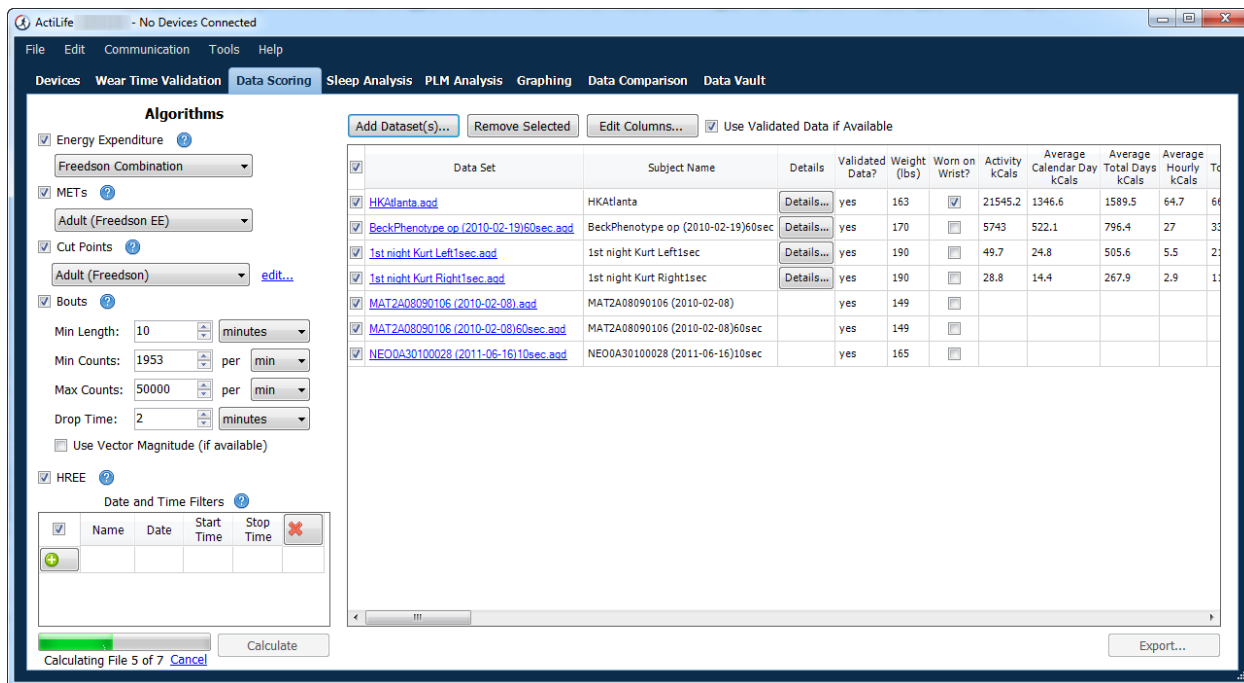 ActiLife - No Devices Connected
File Edit Communication Tools Help
Devices Wear Time Validation Data Scoring Sleep Analysis PLM Analysis Graphing Data Comparison Data Vault
Algorithms
Energy Expenditure ?
Freedson Combination
METs ?
Adult (Freedson EE)
Cut Points ?
Adult (Freedson) edit...
Bouts ?
Min Length: 10 minutes
Min Counts: 1953 per min
Max Counts: 50000 per min
Drop Time: 2 minutes
Use Vector Magnitude (if available)
HREE ?
Date and Time Filters ?
Name Date Start Time Stop Time
Calculate
Calculating File 5 of 7 Cancel
Add Dataset(s)... Remove Selected Edit Columns... Use Validated Data if Available
Data Set Subject Name Details Validated Data? Weight (lbs) Worn on Wrist? Activity kCals Average Calendar Day kCals Average Total Days kCals Average Hourly kCals
HKAtlanta.agd HKAtlanta Details... yes 163 21545.2 1346.6 1589.5 64.7
BeckPhenotype op (2010-02-19)60sec.agd BeckPhenotype op (2010-02-19)60sec Details... yes 170 5743 522.1 796.4 27
1st night Kurt Left1sec.agd 1st night Kurt Left1sec Details... yes 190 49.7 24.8 505.6 5.5
1st night Kurt Right1sec.agd 1st night Kurt Right1sec Details... yes 190 28.8 14.4 267.9 2.9
MAT2A08090106 (2010-02-08).agd MAT2A08090106 (2010-02-08) yes 149
MAT2A08090106 (2010-02-08)60sec.agd MAT2A08090106 (2010-02-08)60sec yes 149
NEO0A30100028 (2011-06-16)10sec.agd NEO0A30100028 (2011-06-16)10sec yes 165
Export...